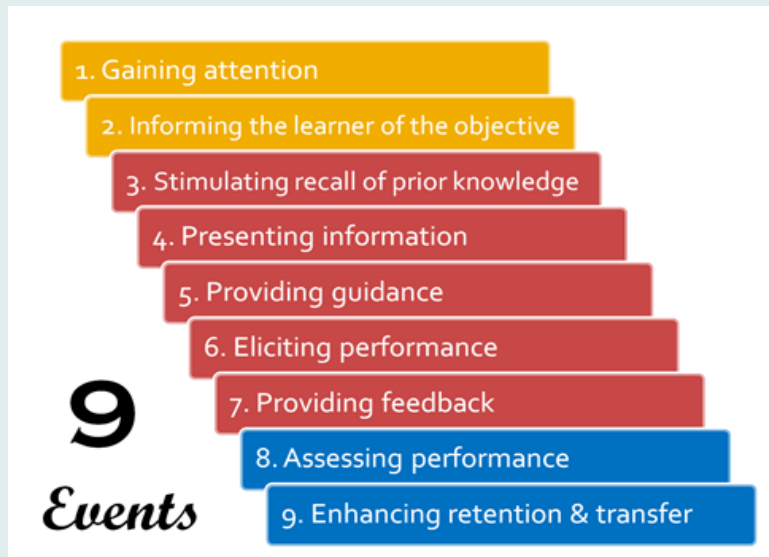 1. Gaining attention
2. Informing the learner of the objective
3. Stimulating recall of prior knowledge
4. Presenting information
5. Providing guidance
6. Eliciting performance
7. Providing feedback
8. Assessing performance
9. Enhancing retention & transfer
9
Events